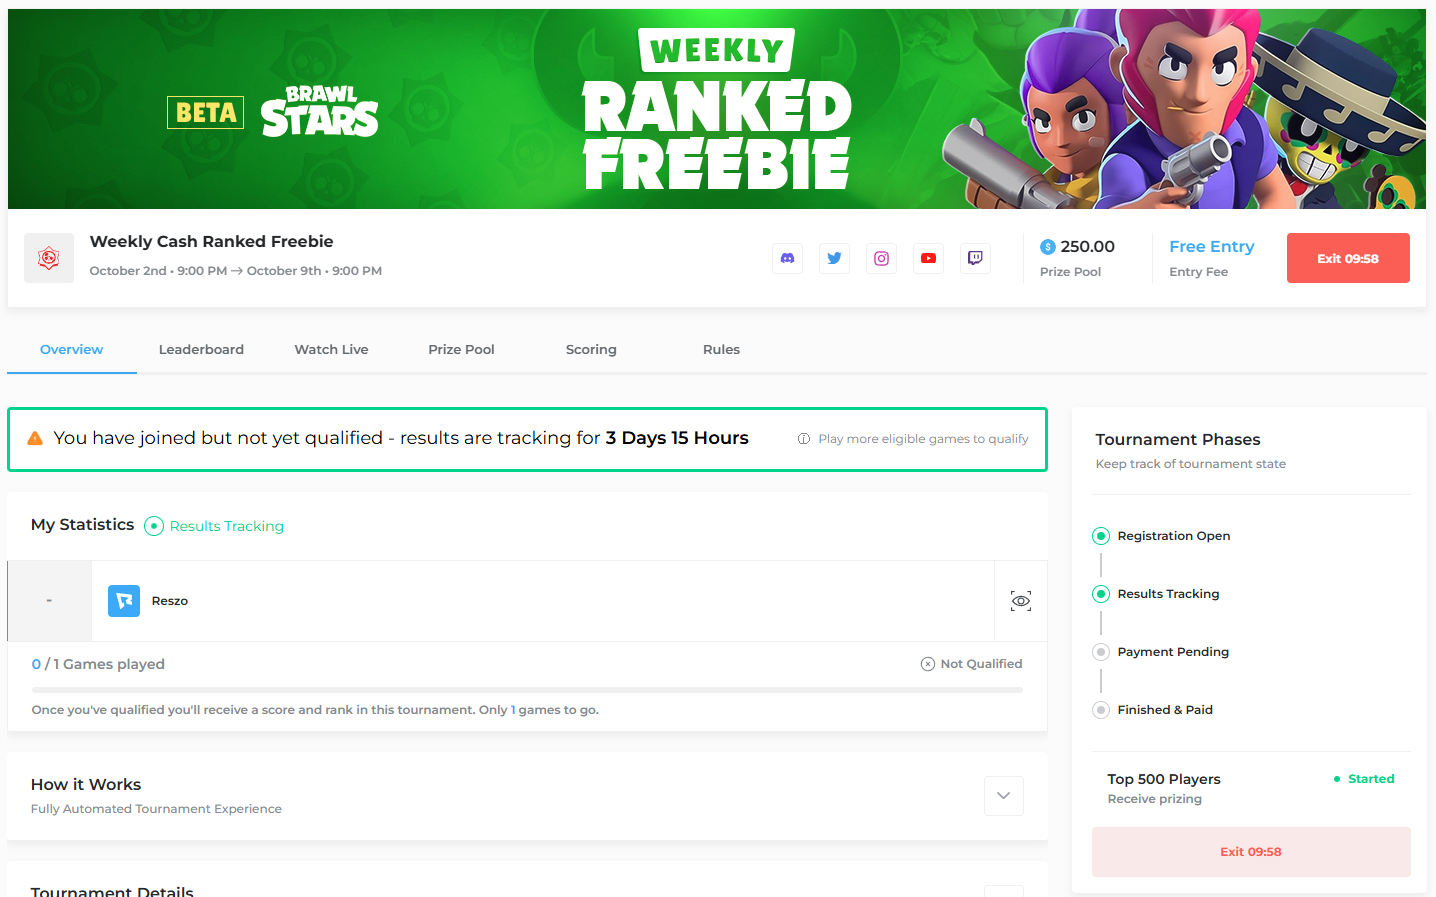 BETA
BRAWL
STARS
WEEKLY
RANKED
FREEBIE
Weekly Cash Ranked Freebie
October 2nd • 9:00 PM → October 9th • 9:00 PM
$ 250.00
Prize Pool
Free Entry
Entry Fee
Exit 09:58
Overview
Leaderboard
Watch Live
Prize Pool
Scoring
Rules
You have joined but not yet qualified - results are tracking for 3 Days 15 Hours
Play more eligible games to qualify
My Statistics
Results Tracking
-
Reszo
0 / 1 Games played
Not Qualified
Once you've qualified you'll receive a score and rank in this tournament. Only 1 games to go.
How it Works
Fully Automated Tournament Experience
Tournament Details
Tournament Phases
Keep track of tournament state
Registration Open
Results Tracking
Payment Pending
Finished & Paid
Top 500 Players
Started
Receive prizing
Exit 09:58